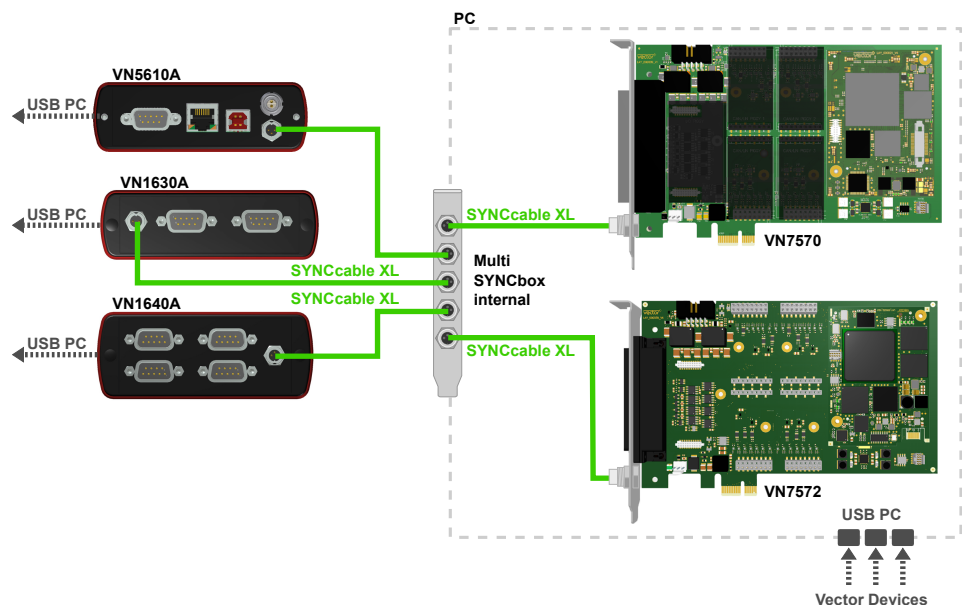 PC
VN5610A
USB PC
VN1630A
USB PC
SYNCcable XL
SYNCcable XL
VN1640A
USB PC
SYNCcable XL
Multi
SYNCbox
internal
SYNCcable XL
VN7570
VN7572
USB PC
Vector Devices